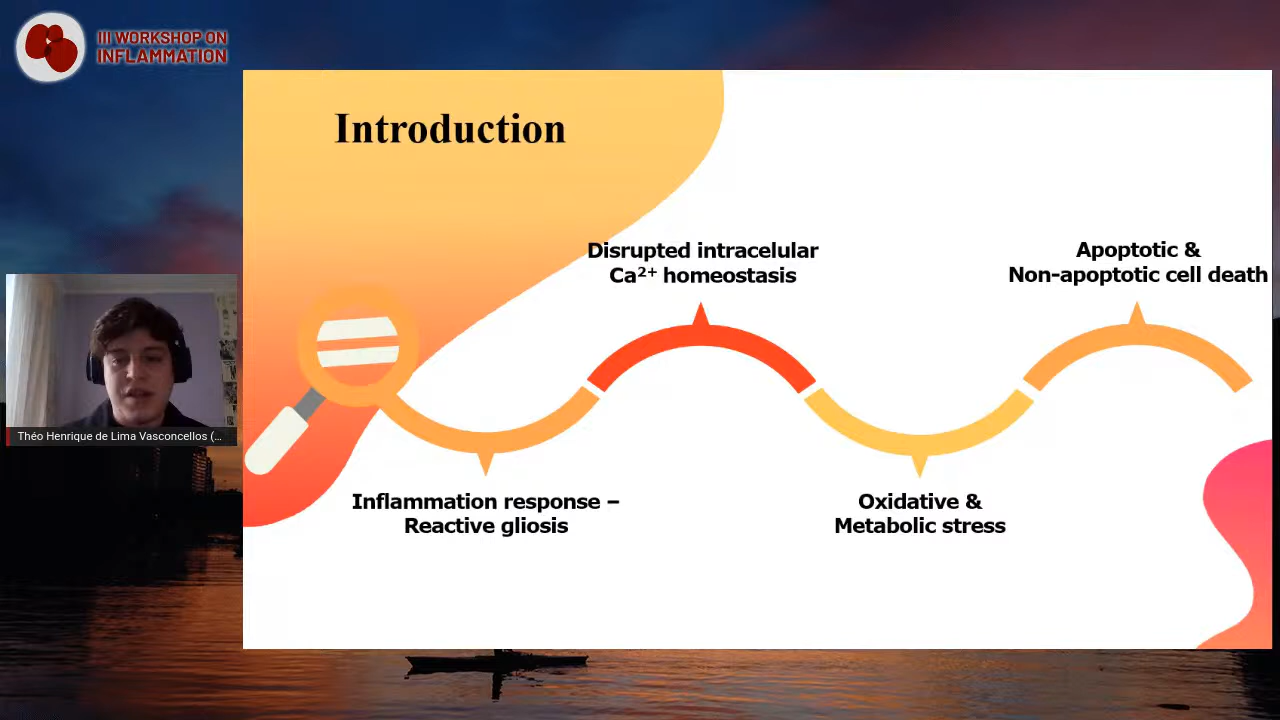 III WORKSHOP ON
INFLAMMATION
Introduction
Disrupted intracelular
Ca²⁺ homeostasis
Apoptotic &
Non-apoptotic cell death
Inflammation response –
Reactive gliosis
Oxidative &
Metabolic stress
Théo Henrique de Lima Vasconcellos (...